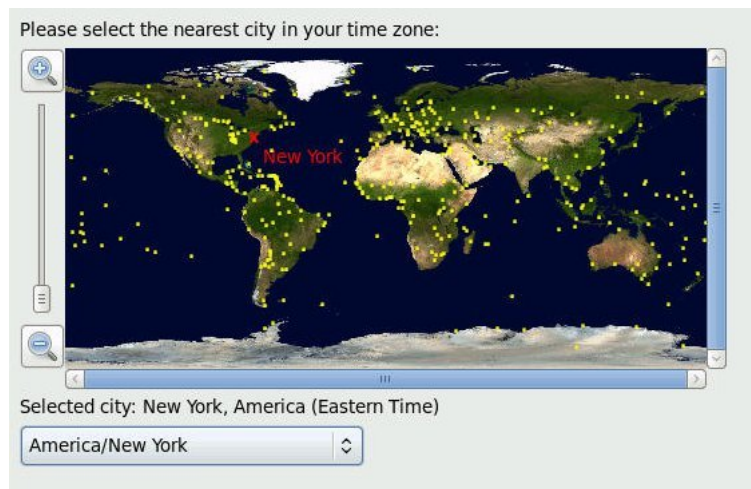 Please select the nearest city in your time zone:
New York
Selected city: New York, America (Eastern Time)
America/New York